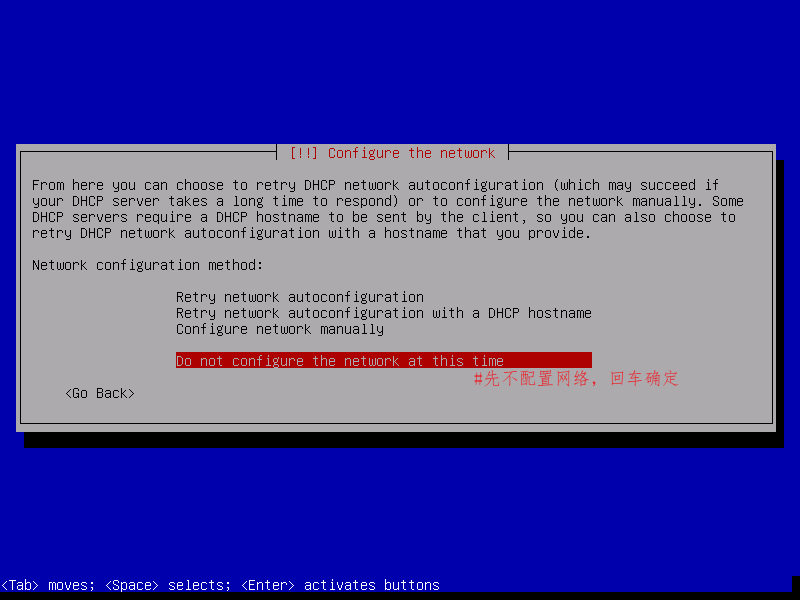 [!!] Configure the network
From here you can choose to retry DHCP network autoconfiguration (which may succeed if
your DHCP server takes a long time to respond) or to configure the network manually. Some
DHCP servers require a DHCP hostname to be sent by the client, so you can also choose to
retry DHCP network autoconfiguration with a hostname that you provide.
Network configuration method:
Retry network autoconfiguration
Retry network autoconfiguration with a DHCP hostname
Configure network manually
Do not configure the network at this time
#先不配置网络，回车确定
<Go Back>
<Tab> moves; <Space> selects; <Enter> activates buttons